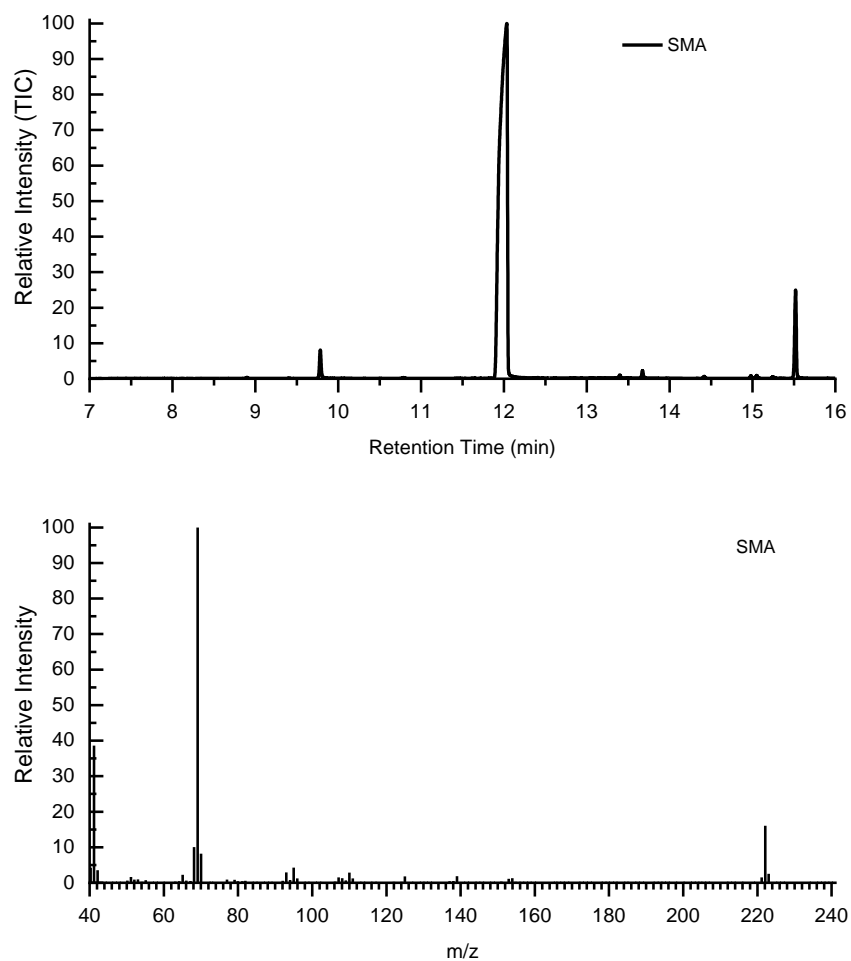 100
90
80
70
60
50
40
30
20
10
0
Relative Intensity (TIC)
SMA
7 8 9 10 11 12 13 14 15 16
Retention Time (min)
100
90
80
70
60
50
40
30
20
10
0
Relative Intensity
SMA
40 60 80 100 120 140 160 180 200 220 240
m/z